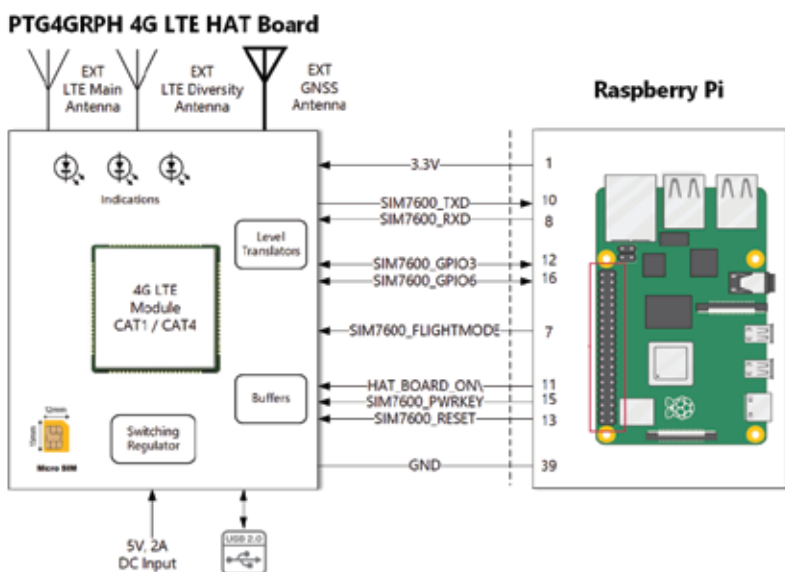 PTG4GRPH 4G LTE HAT Board
EXT
LTE Main
Antenna
EXT
LTE Diversity
Antenna
EXT
GNSS
Antenna
Raspberry Pi
Indications
Level
Translators
4G LTE
Module
CAT1 / CAT4
Buffers
Switching
Regulator
12mm
15mm
Micro SIM
3.3V 1
SIM7600_TXD 10
SIM7600_RXD 8
SIM7600_GPIO3 12
SIM7600_GPIO6 16
SIM7600_FLIGHTMODE 7
HAT_BOARD_ON\ 11
SIM7600_PWRKEY 15
SIM7600_RESET 13
GND 39
5V, 2A
DC Input
USB 2.0